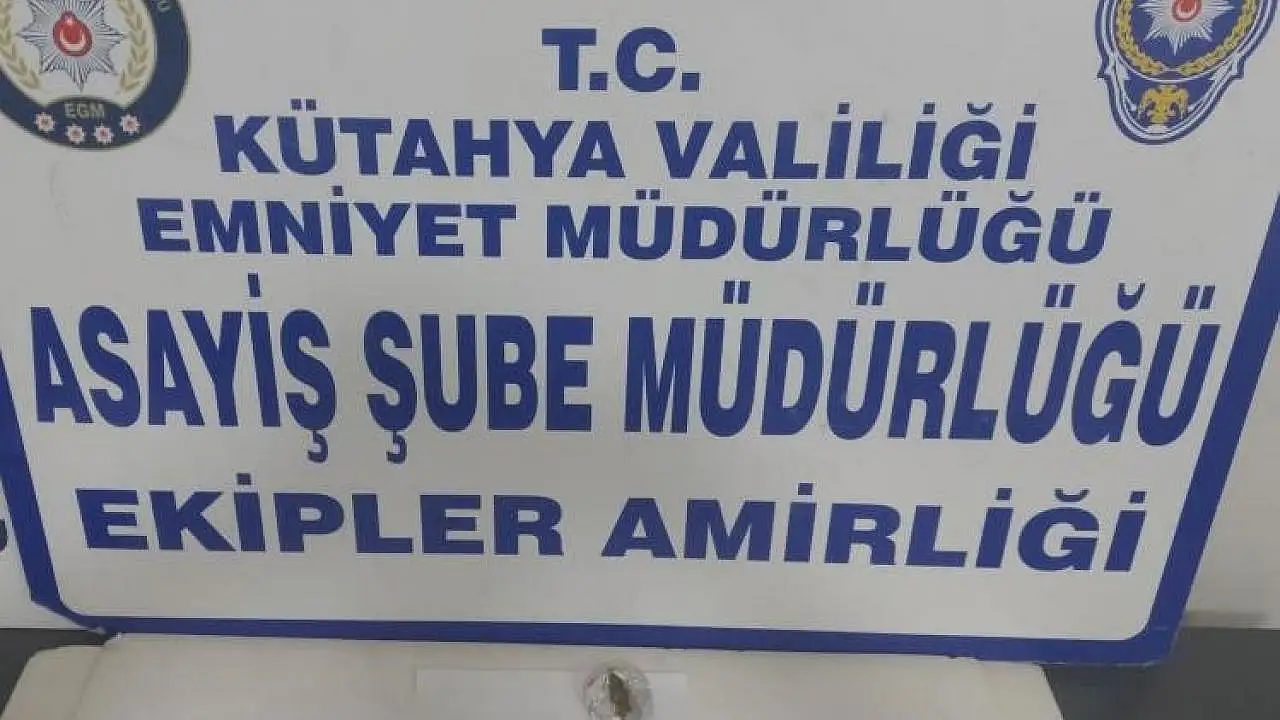 EGM
T.C.
KÜTAHYA VALİLİĞİ
EMNİYET MÜDÜRLÜĞÜ
ASAYİŞ ŞUBE MÜDÜRLÜĞÜ
EKİPLER AMİRLİĞİ